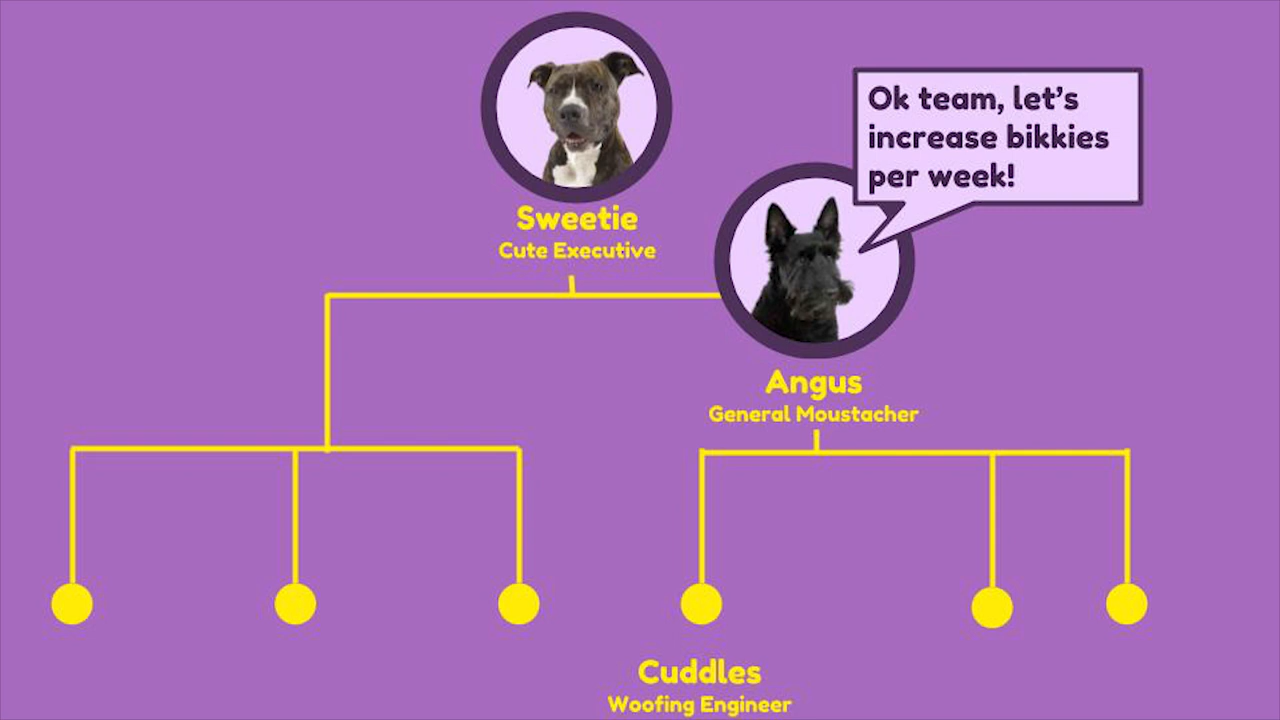 Ok team, let's
increase bikkies
per week!
Sweetie
Cute Executive
Angus
General Moustacher
Cuddles
Woofing Engineer